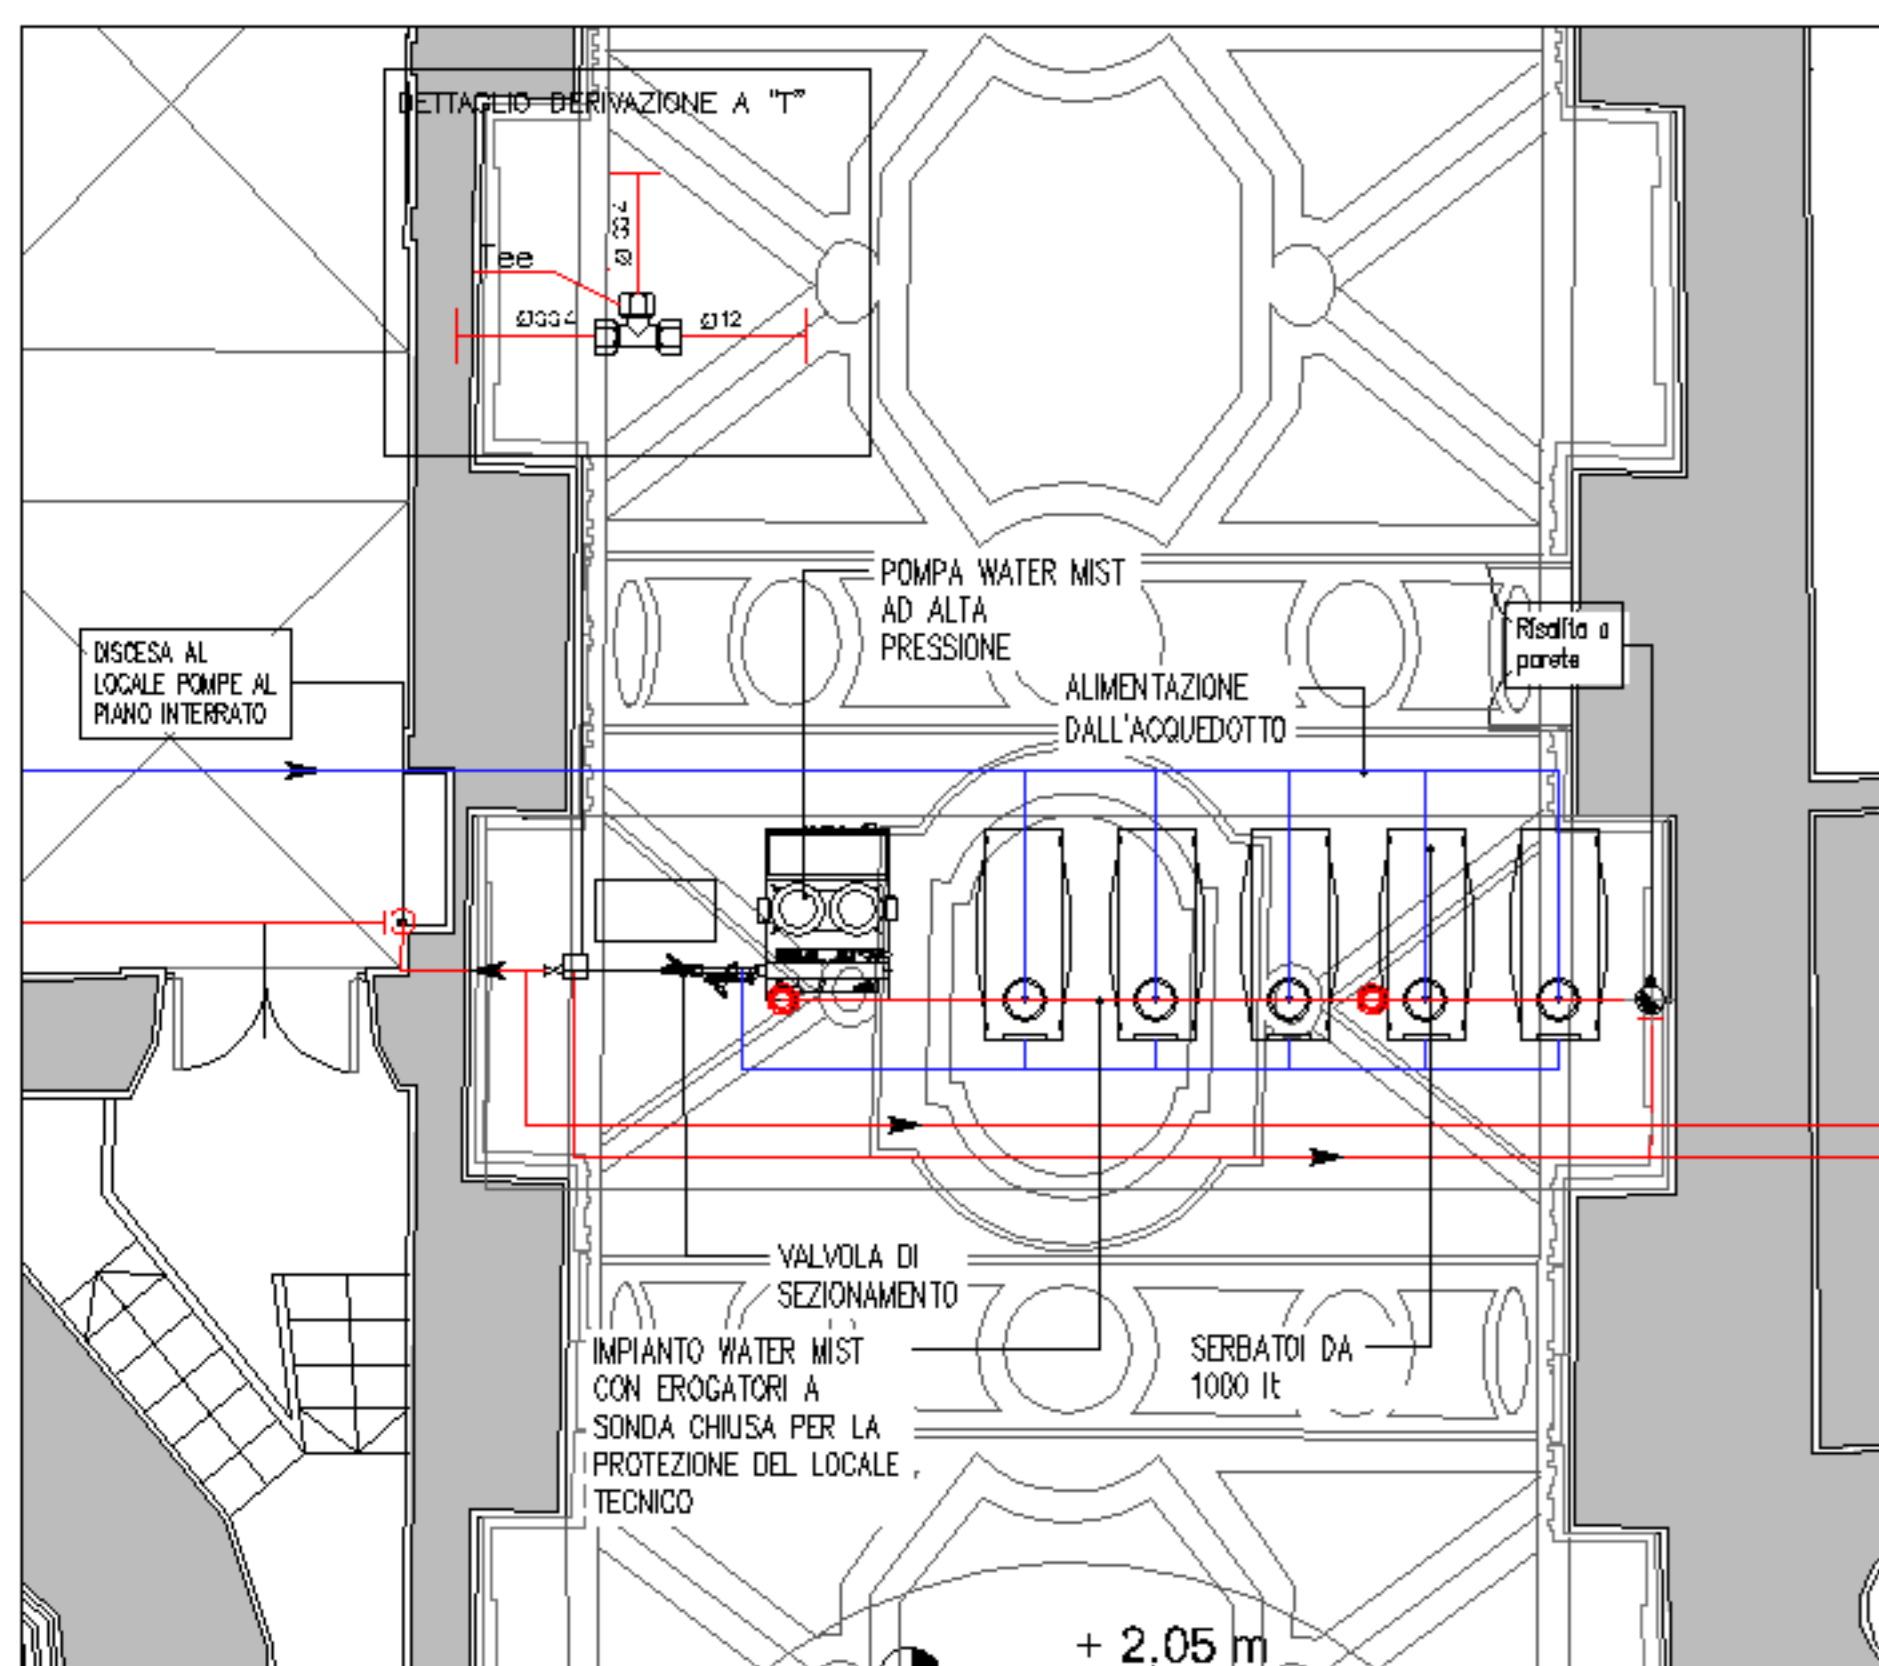 DETTAGLIO DERIVAZIONE A "T"
Tee
Ø12
POMPA WATER MIST
AD ALTA
PRESSIONE
ALIMENTAZIONE
DALL'ACQUEDOTTO
Risalita a
parete
DISCESA AL
LOCALE POMPE AL
PIANO INTERRATO
VALVOLA DI
SEZIONAMENTO
IMPIANTO WATER MIST
CON EROGATORI A
SONDA CHIUSA PER LA
PROTEZIONE DEL LOCALE
TECNICO
SERBATOI DA
1000 lt
+ 2.05 m